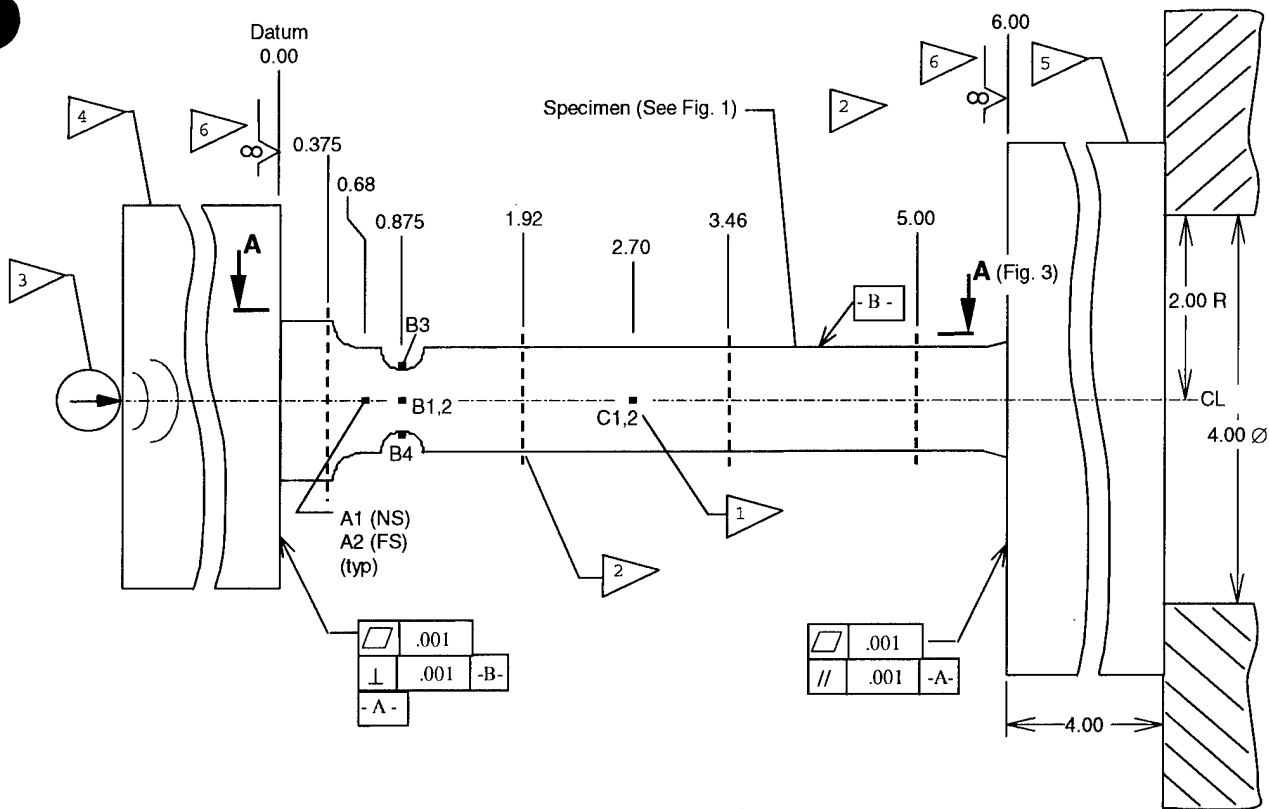 Datum
0.00
6.00
4
6
8
0.375
0.68
0.875
1.92
2.70
3.46
5.00
Specimen (See Fig. 1)
2
6
8
5
A
A (Fig. 3)
3
- B -
2.00 R
B3
B1,2
B4
C1,2
CL
4.00 Ø
A1 (NS)
A2 (FS)
(typ)
1
2
⏥ .001
⊥ .001 -B-
- A -
⏥ .001
// .001 -A-
4.00